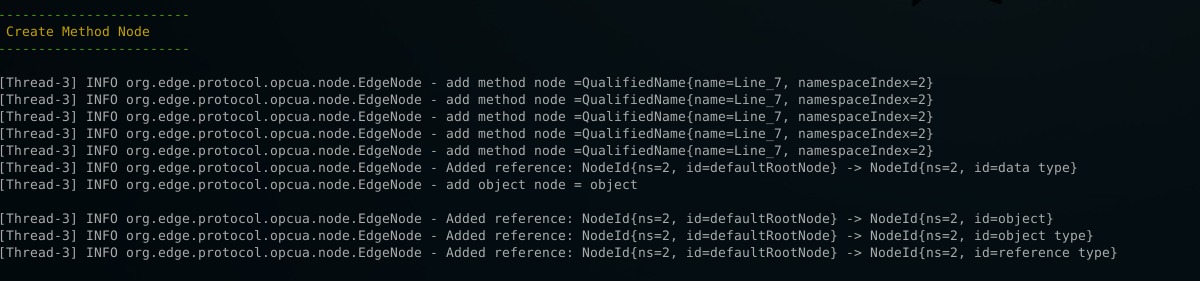 ------------------------
Create Method Node
------------------------
[Thread-3] INFO org.edge.protocol.opcua.node.EdgeNode - add method node =QualifiedName{name=Line_7, namespaceIndex=2}
[Thread-3] INFO org.edge.protocol.opcua.node.EdgeNode - add method node =QualifiedName{name=Line_7, namespaceIndex=2}
[Thread-3] INFO org.edge.protocol.opcua.node.EdgeNode - add method node =QualifiedName{name=Line_7, namespaceIndex=2}
[Thread-3] INFO org.edge.protocol.opcua.node.EdgeNode - add method node =QualifiedName{name=Line_7, namespaceIndex=2}
[Thread-3] INFO org.edge.protocol.opcua.node.EdgeNode - add method node =QualifiedName{name=Line_7, namespaceIndex=2}
[Thread-3] INFO org.edge.protocol.opcua.node.EdgeNode - Added reference: NodeId{ns=2, id=defaultRootNode} -> NodeId{ns=2, id=data type}
[Thread-3] INFO org.edge.protocol.opcua.node.EdgeNode - add object node = object
[Thread-3] INFO org.edge.protocol.opcua.node.EdgeNode - Added reference: NodeId{ns=2, id=defaultRootNode} -> NodeId{ns=2, id=object}
[Thread-3] INFO org.edge.protocol.opcua.node.EdgeNode - Added reference: NodeId{ns=2, id=defaultRootNode} -> NodeId{ns=2, id=object type}
[Thread-3] INFO org.edge.protocol.opcua.node.EdgeNode - Added reference: NodeId{ns=2, id=defaultRootNode} -> NodeId{ns=2, id=reference type}